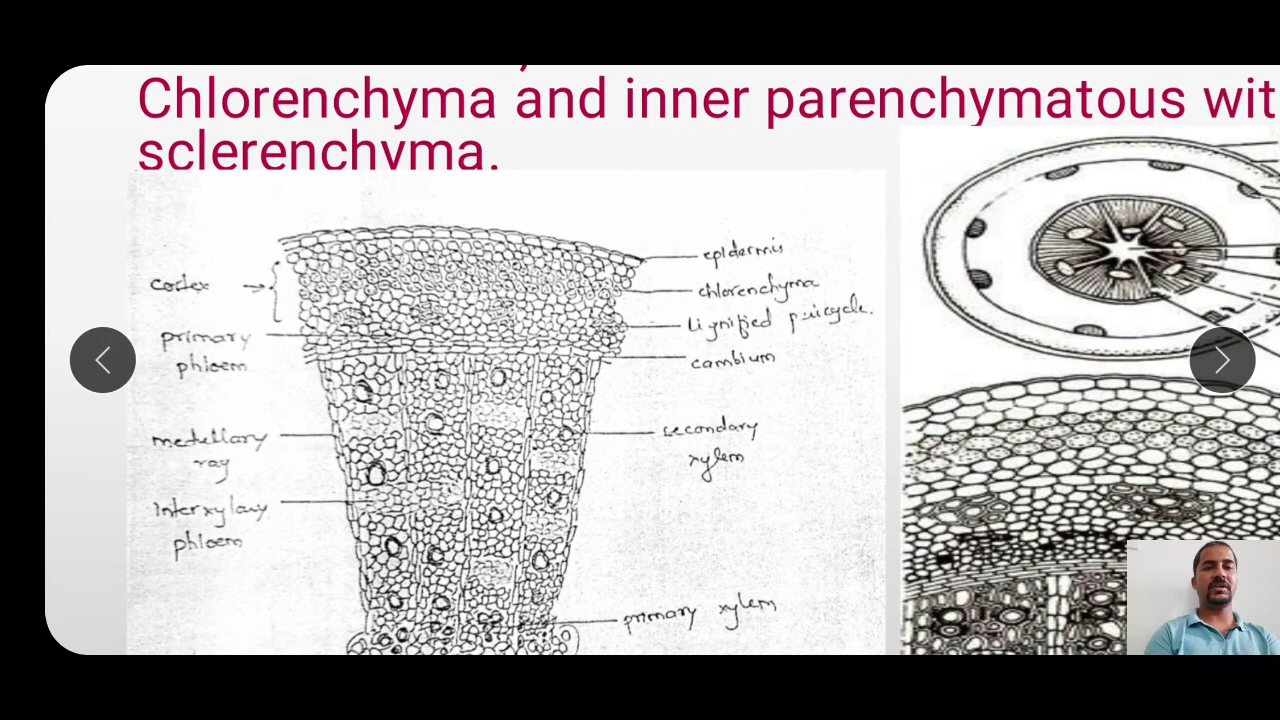 Chlorenchyma and inner parenchymatous wit
sclerenchyma.
cortex
primary
phloem
medullary
ray
Interxylary
phloem
epidermis
chlorenchyma
Lignified pericycle.
cambium
secondary
xylem
primary xylem